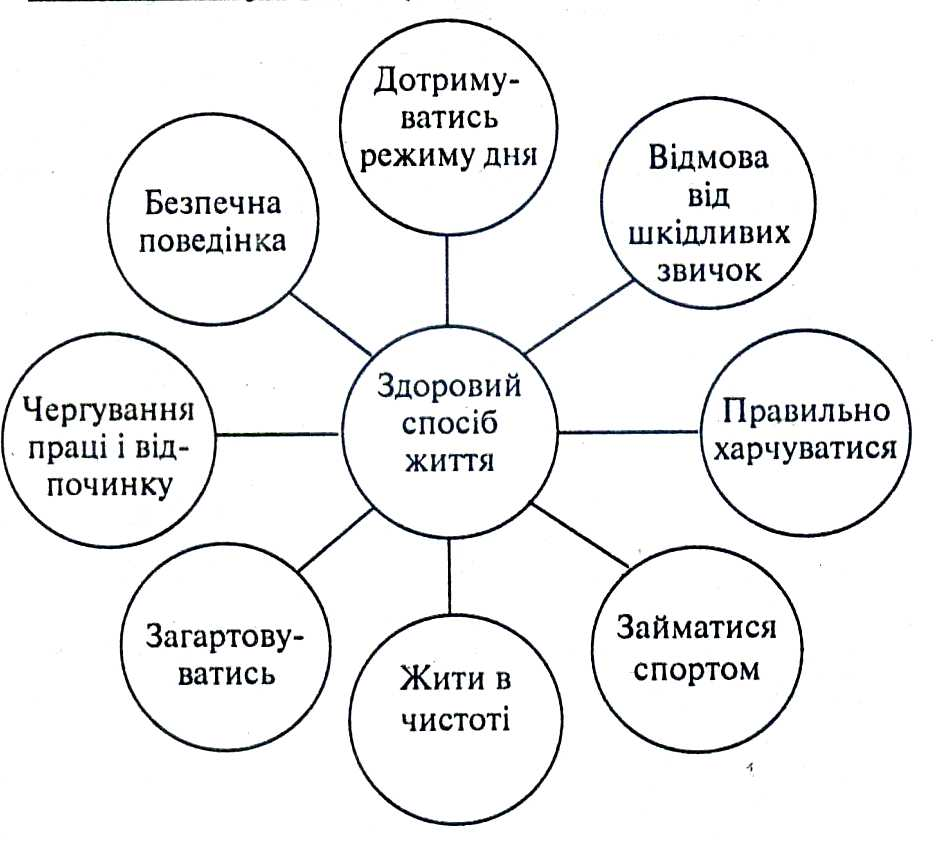 Дотриму-
ватись
режиму дня
Відмова
від
шкідливих
звичок
Безпечна
поведінка
Здоровий
спосіб
життя
Чергування
праці і від-
починку
Правильно
харчуватися
Загартову-
ватись
Жити в
чистоті
Займатися
спортом